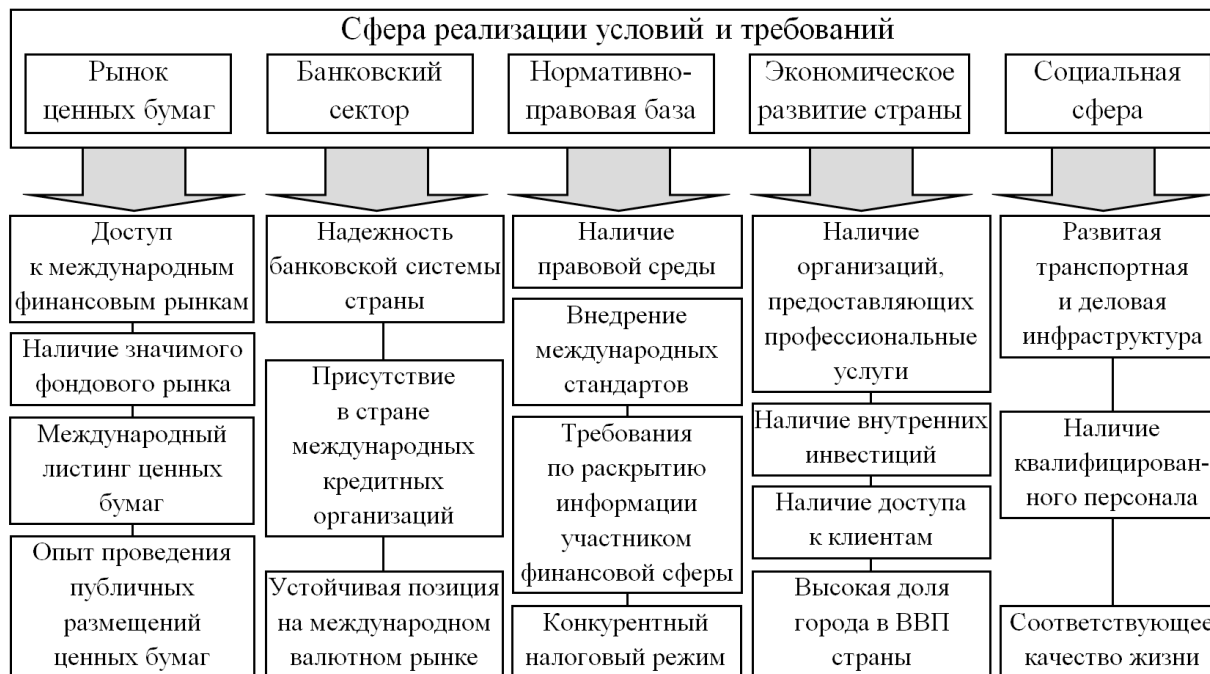 Сфера реализации условий и требований
Рынок
ценных бумаг
Банковский
сектор
Нормативно-
правовая база
Экономическое
развитие страны
Социальная
сфера
Доступ
к международным
финансовым рынкам
Наличие значимого
фондового рынка
Международный
листинг ценных
бумаг
Опыт проведения
публичных
размещений
ценных бумаг
Надежность
банковской системы
страны
Присутствие
в стране
международных
кредитных
организаций
Устойчивая позиция
на международном
валютном рынке
Наличие
правовой среды
Внедрение
международных
стандартов
Требования
по раскрытию
информации
участником
финансовой сферы
Конкурентный
налоговый режим
Наличие
организаций,
предоставляющих
профессиональные
услуги
Наличие внутренних
инвестиций
Наличие доступа
к клиентам
Высокая доля
города в ВВП
страны
Развитая
транспортная
и деловая
инфраструктура
Наличие
квалифицирован-
ного персонала
Соответствующее
качество жизни